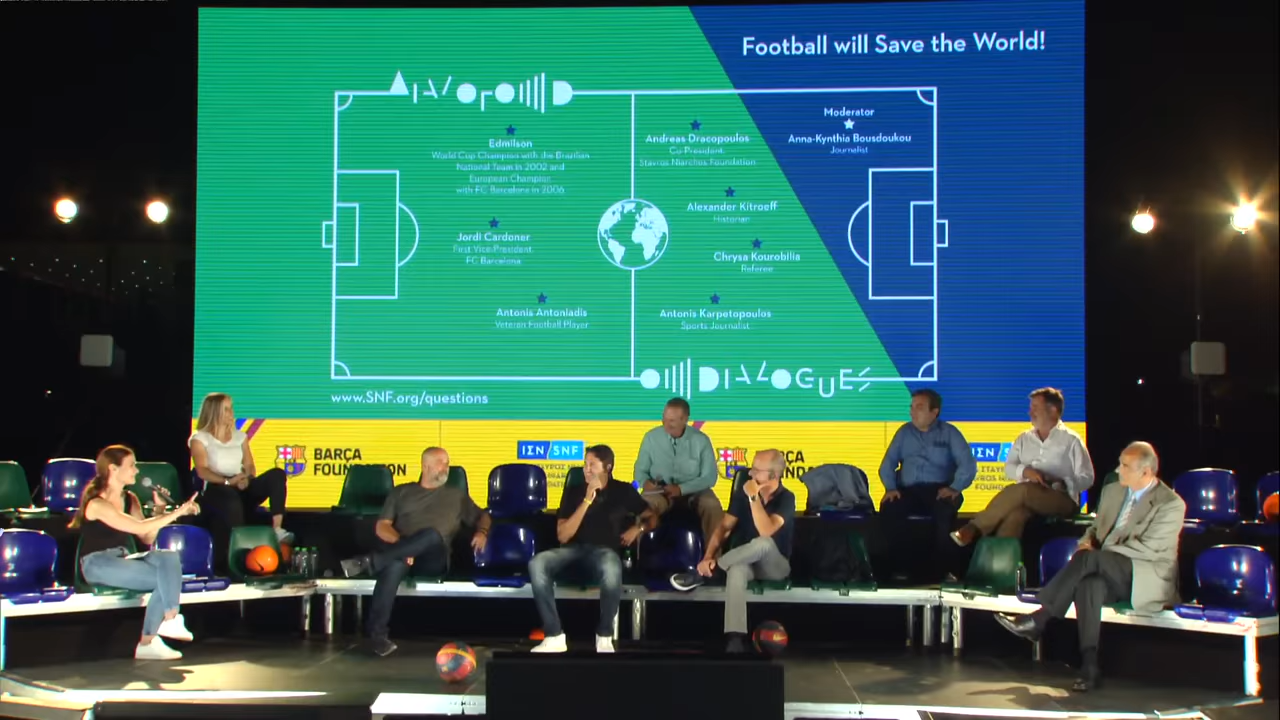 Football will Save the World!
ΔΙΑΛΟΓΟΙ
Edmilson
World Cup Champion with the Brazilian
National Team in 2002 and
European Champion
with FC Barcelona in 2006
Andreas Dracopoulos
Co-President,
Stavros Niarchos Foundation
Moderator
Anna-Kynthia Bousdoukou
Journalist
Alexander Kitroeff
Historian
Jordi Cardoner
First Vice-President,
FC Barcelona
Chrysa Kourobilia
Referee
Antonis Antoniadis
Veteran Football Player
Antonis Karpetopoulos
Sports Journalist
DIALOGUES
www.SNF.org/questions
BARÇA
FOUNDATION
ΙΣΝ SNF
ΙΣΝ